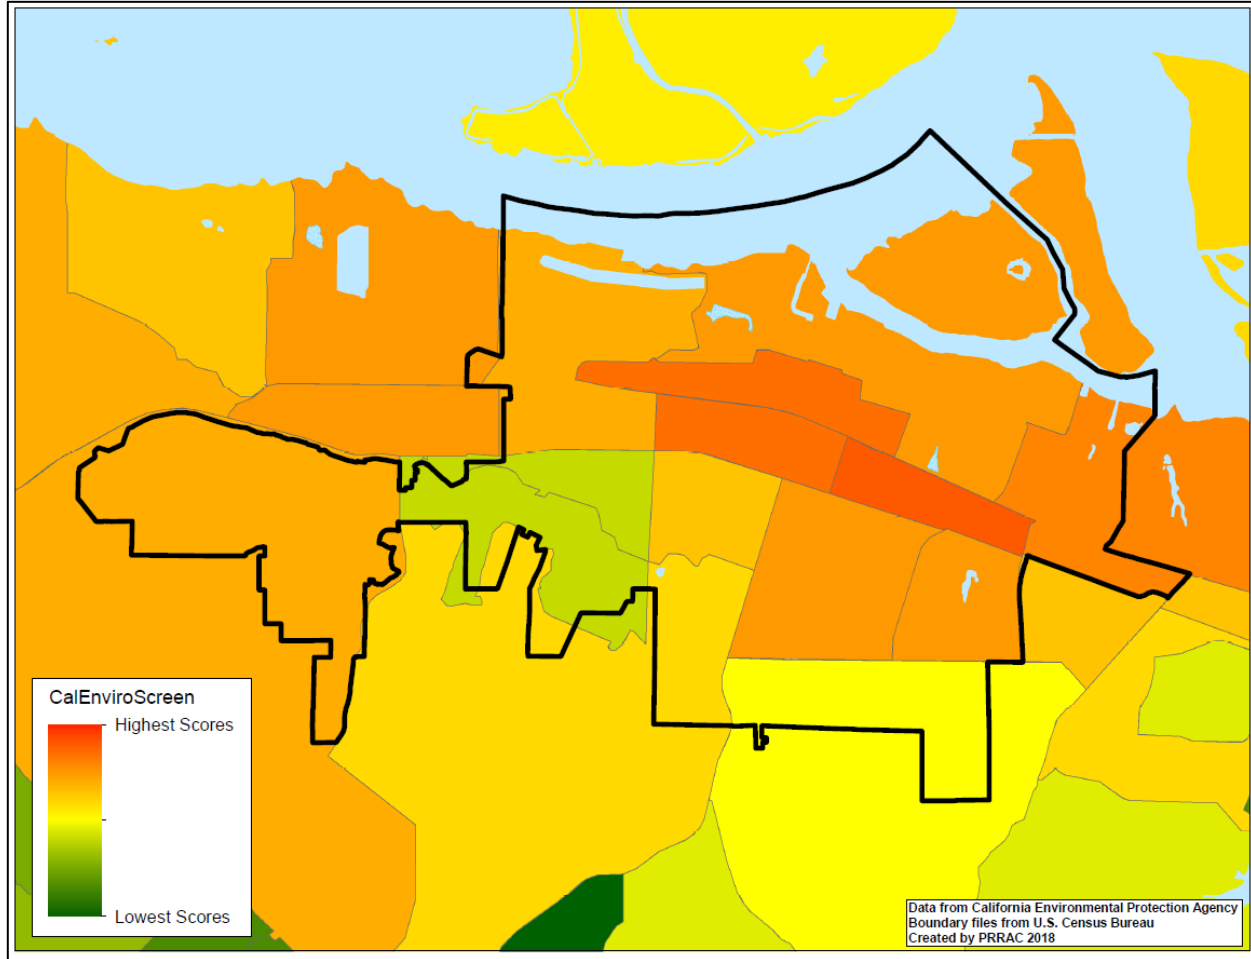 CalEnviroScreen
Highest Scores
Lowest Scores
Data from California Environmental Protection Agency
Boundary files from U.S. Census Bureau
Created by PRRAC 2018